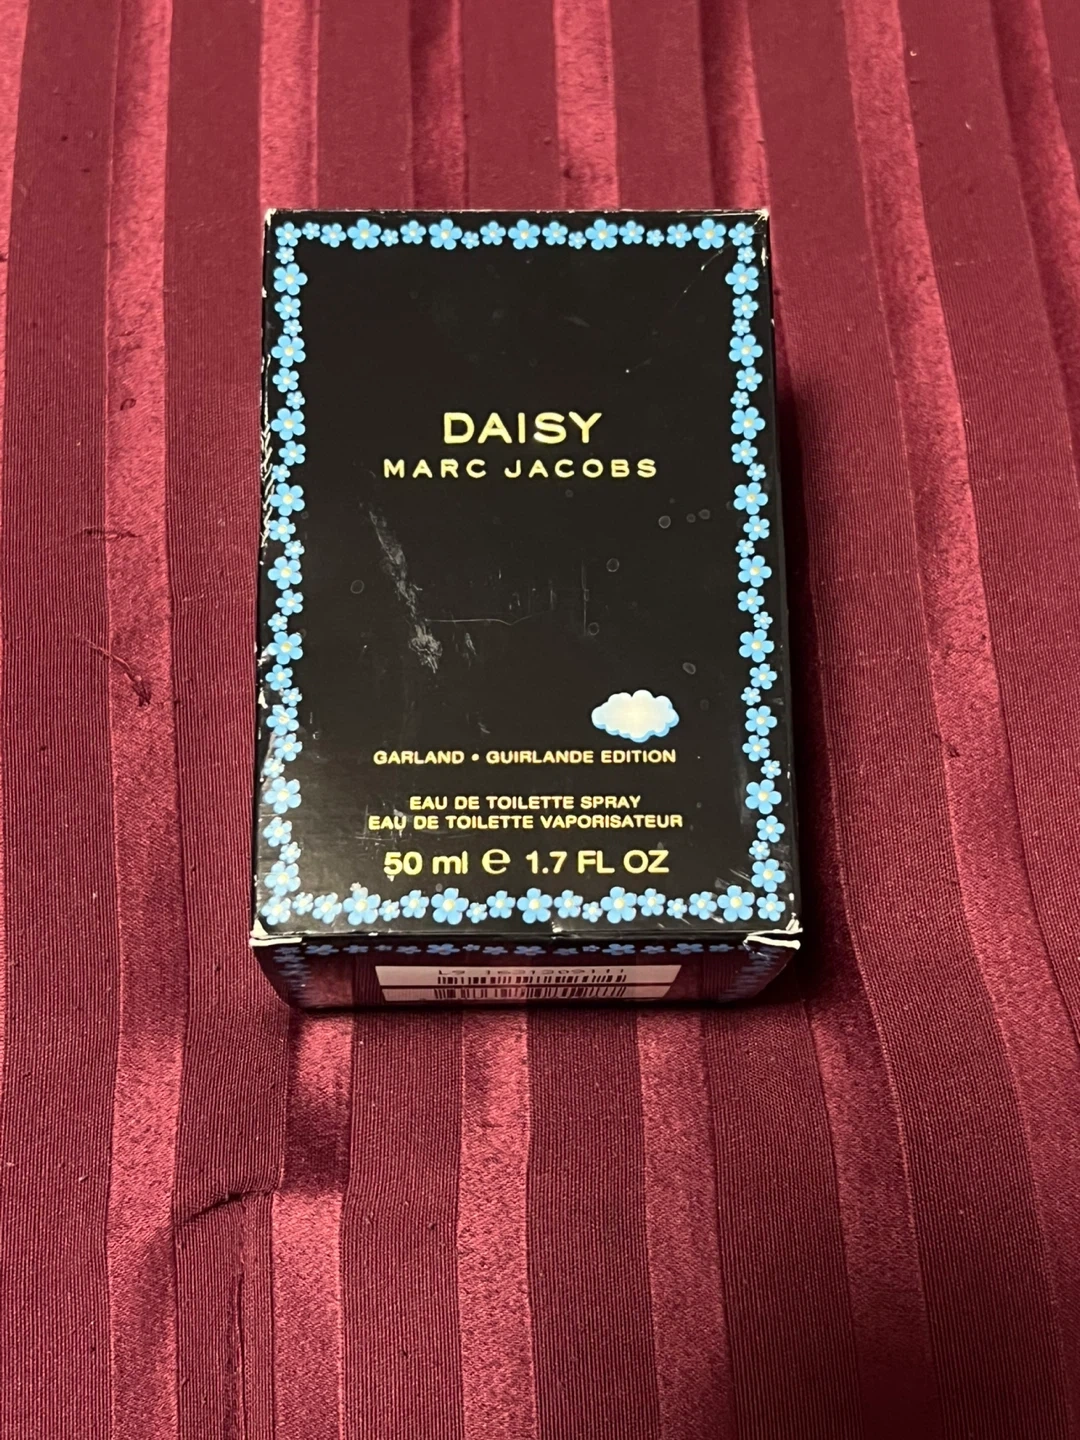 DAISY
MARC JACOBS
GARLAND • GUIRLANDE EDITION
EAU DE TOILETTE SPRAY
EAU DE TOILETTE VAPORISATEUR
50 ml ℮ 1.7 FL OZ